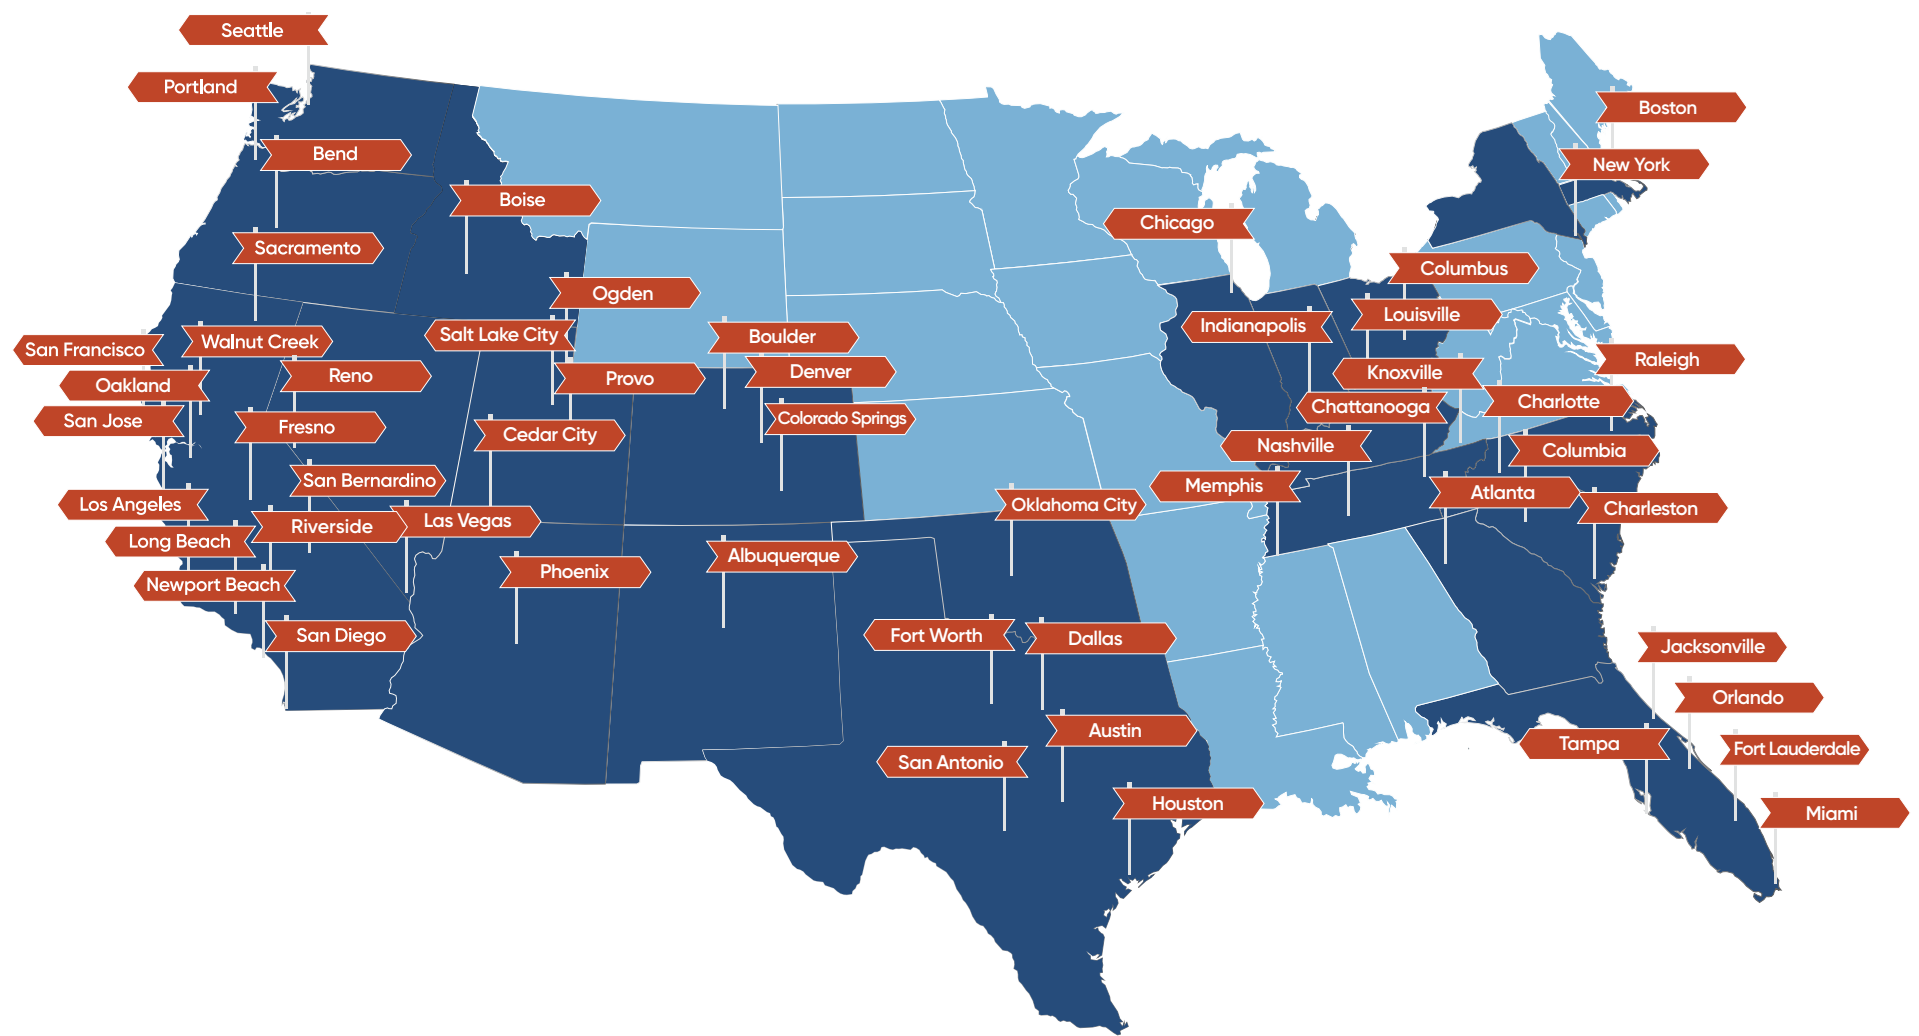 Seattle
Portland
Boston
Bend
New York
Boise
Chicago
Sacramento
Columbus
Ogden
Louisville
Indianapolis
Salt Lake City
Boulder
Walnut Creek
San Francisco
Raleigh
Denver
Knoxville
Reno
Provo
Oakland
Charlotte
Chattanooga
Colorado Springs
San Jose
Fresno
Cedar City
Nashville
Columbia
San Bernardino
Memphis
Atlanta
Los Angeles
Oklahoma City
Charleston
Las Vegas
Riverside
Long Beach
Albuquerque
Phoenix
Newport Beach
San Diego
Fort Worth
Dallas
Jacksonville
Orlando
Austin
Tampa
Fort Lauderdale
San Antonio
Houston
Miami